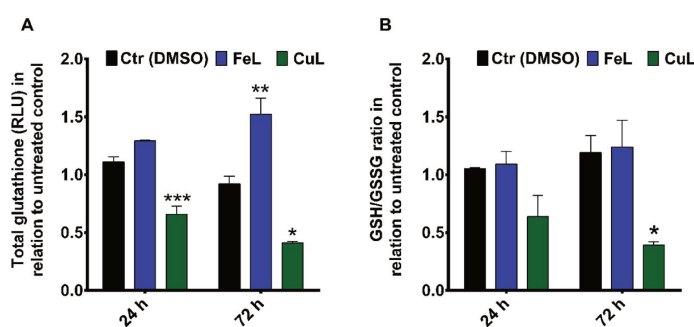 A
Total glutathione (RLU) in
relation to untreated control
Ctr (DMSO) FeL CuL
2.0
1.5
1.0
0.5
0.0
***
**
*
24 h
72 h
B
GSH/GSSG ratio in
relation to untreated control
Ctr (DMSO) FeL CuL
2.0
1.5
1.0
0.5
0.0
*
24 h
72 h